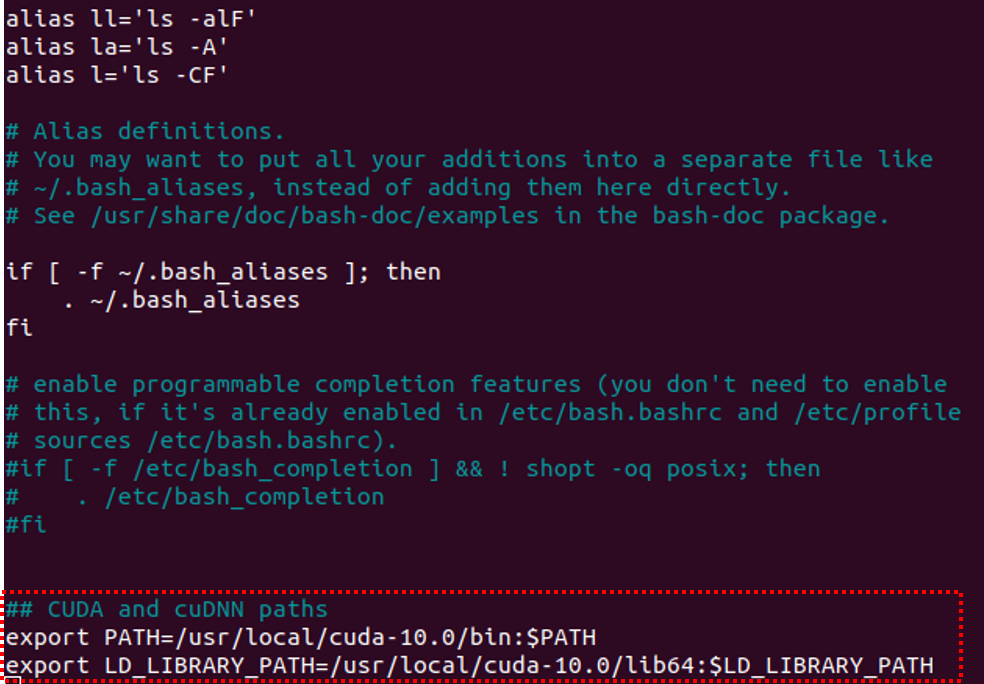 alias ll='ls -alF'
alias la='ls -A'
alias l='ls -CF'
# Alias definitions.
# You may want to put all your additions into a separate file like
# ~/.bash_aliases, instead of adding them here directly.
# See /usr/share/doc/bash-doc/examples in the bash-doc package.
if [ -f ~/.bash_aliases ]; then
    . ~/.bash_aliases
fi
# enable programmable completion features (you don't need to enable
# this, if it's already enabled in /etc/bash.bashrc and /etc/profile
# sources /etc/bash.bashrc).
#if [ -f /etc/bash_completion ] && ! shopt -oq posix; then
#    . /etc/bash_completion
#fi
## CUDA and cuDNN paths
export PATH=/usr/local/cuda-10.0/bin:$PATH
export LD_LIBRARY_PATH=/usr/local/cuda-10.0/lib64:$LD_LIBRARY_PATH